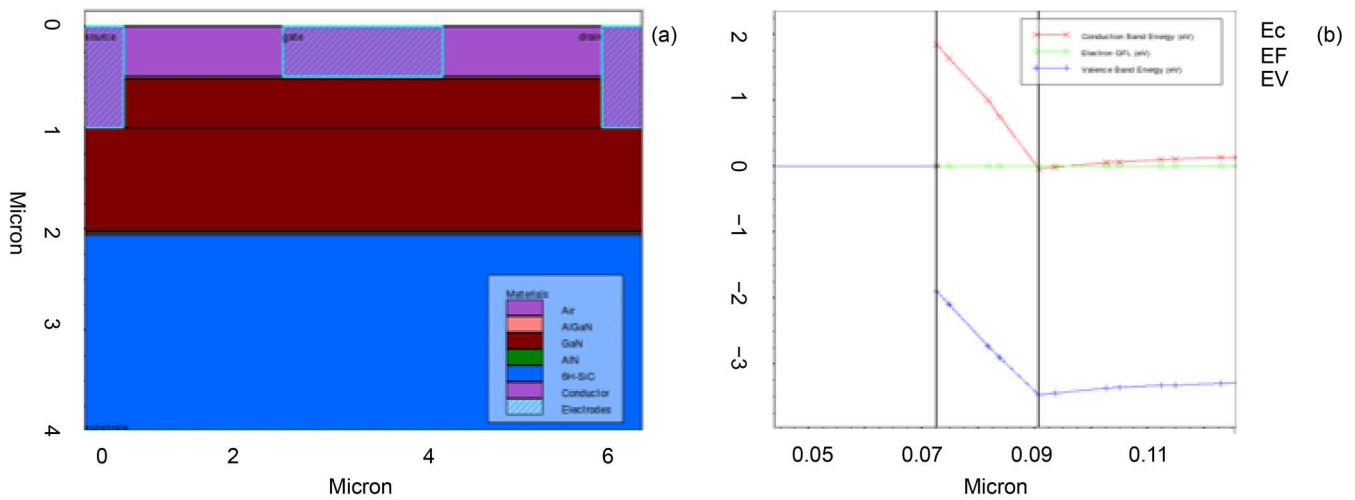 0
source
gate
drain
(a)
1
2
3
4
Micron
Materials
Air
AlGaN
GaN
AlN
6H-SiC
Conductor
Electrodes
substrate
0
2
4
6
Micron
2
1
0
−1
−2
−3
Conduction Band Energy (eV)
Electron QFL (eV)
Valence Band Energy (eV)
Ec
EF
EV
(b)
0.05
0.07
0.09
0.11
Micron